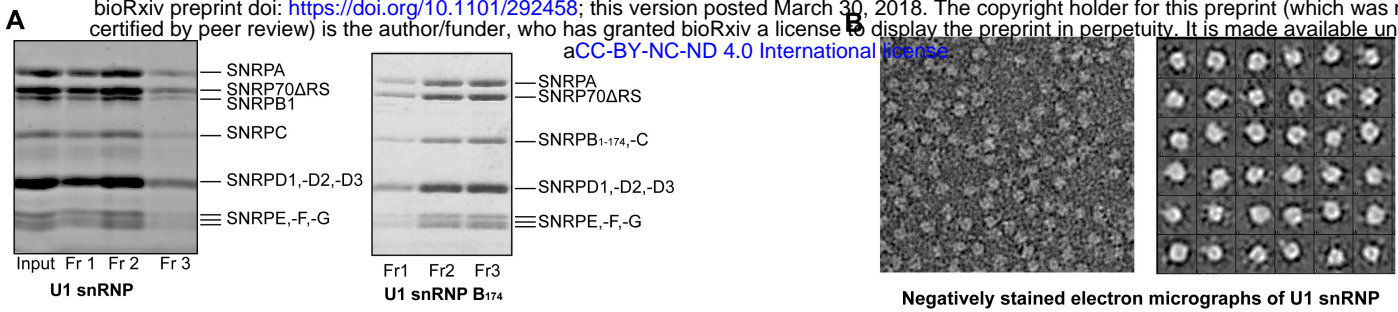 bioRxiv preprint doi: https://doi.org/10.1101/292458; this version posted March 30, 2018. The copyright holder for this preprint (which was
certified by peer review) is the author/funder, who has granted bioRxiv a license to display the preprint in perpetuity. It is made available
aCC-BY-NC-ND 4.0 International license.
A
SNRPA
SNRP70ΔRS
SNRPB1
SNRPC
SNRPD1,-D2,-D3
SNRPE,-F,-G
Input Fr 1 Fr 2 Fr 3
U1 snRNP
SNRPA
SNRP70ΔRS
SNRPB1-174,-C
SNRPD1,-D2,-D3
SNRPE,-F,-G
Fr1 Fr2 Fr3
U1 snRNP B174
B
Negatively stained electron micrographs of U1 snRNP